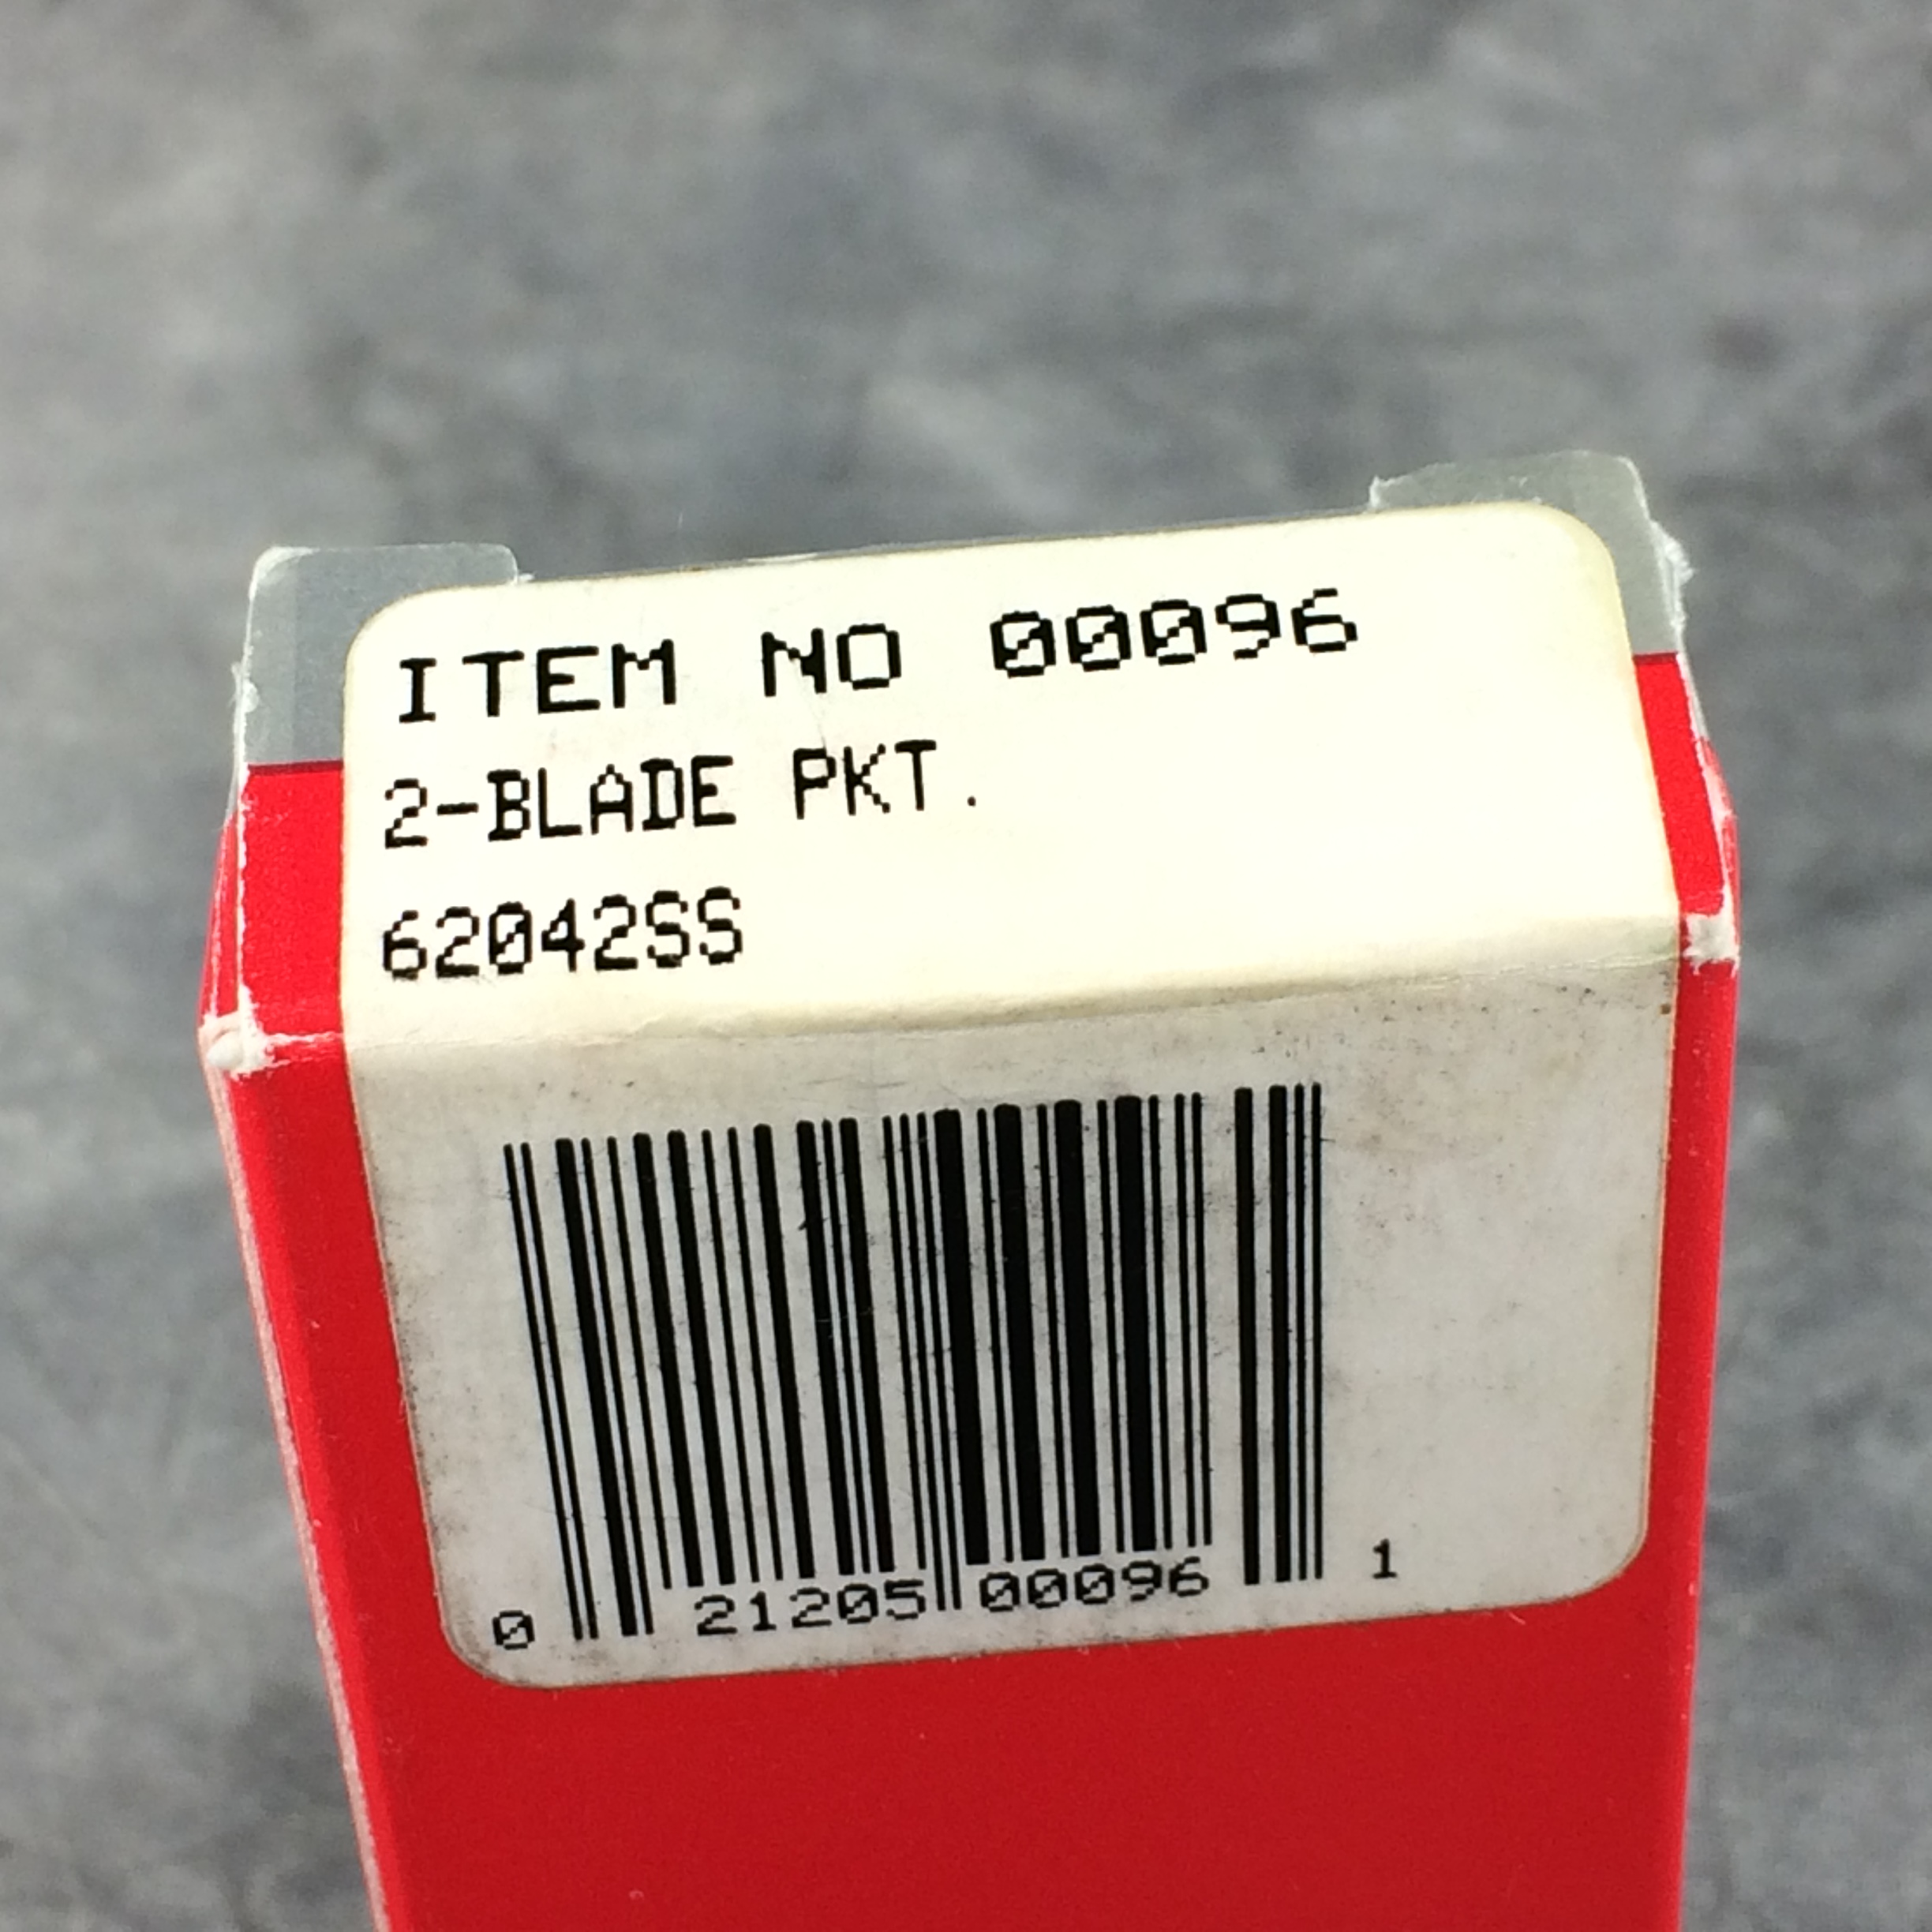 ITEM NO 00096
2-BLADE PKT.
62042SS
0 21205 00096 1